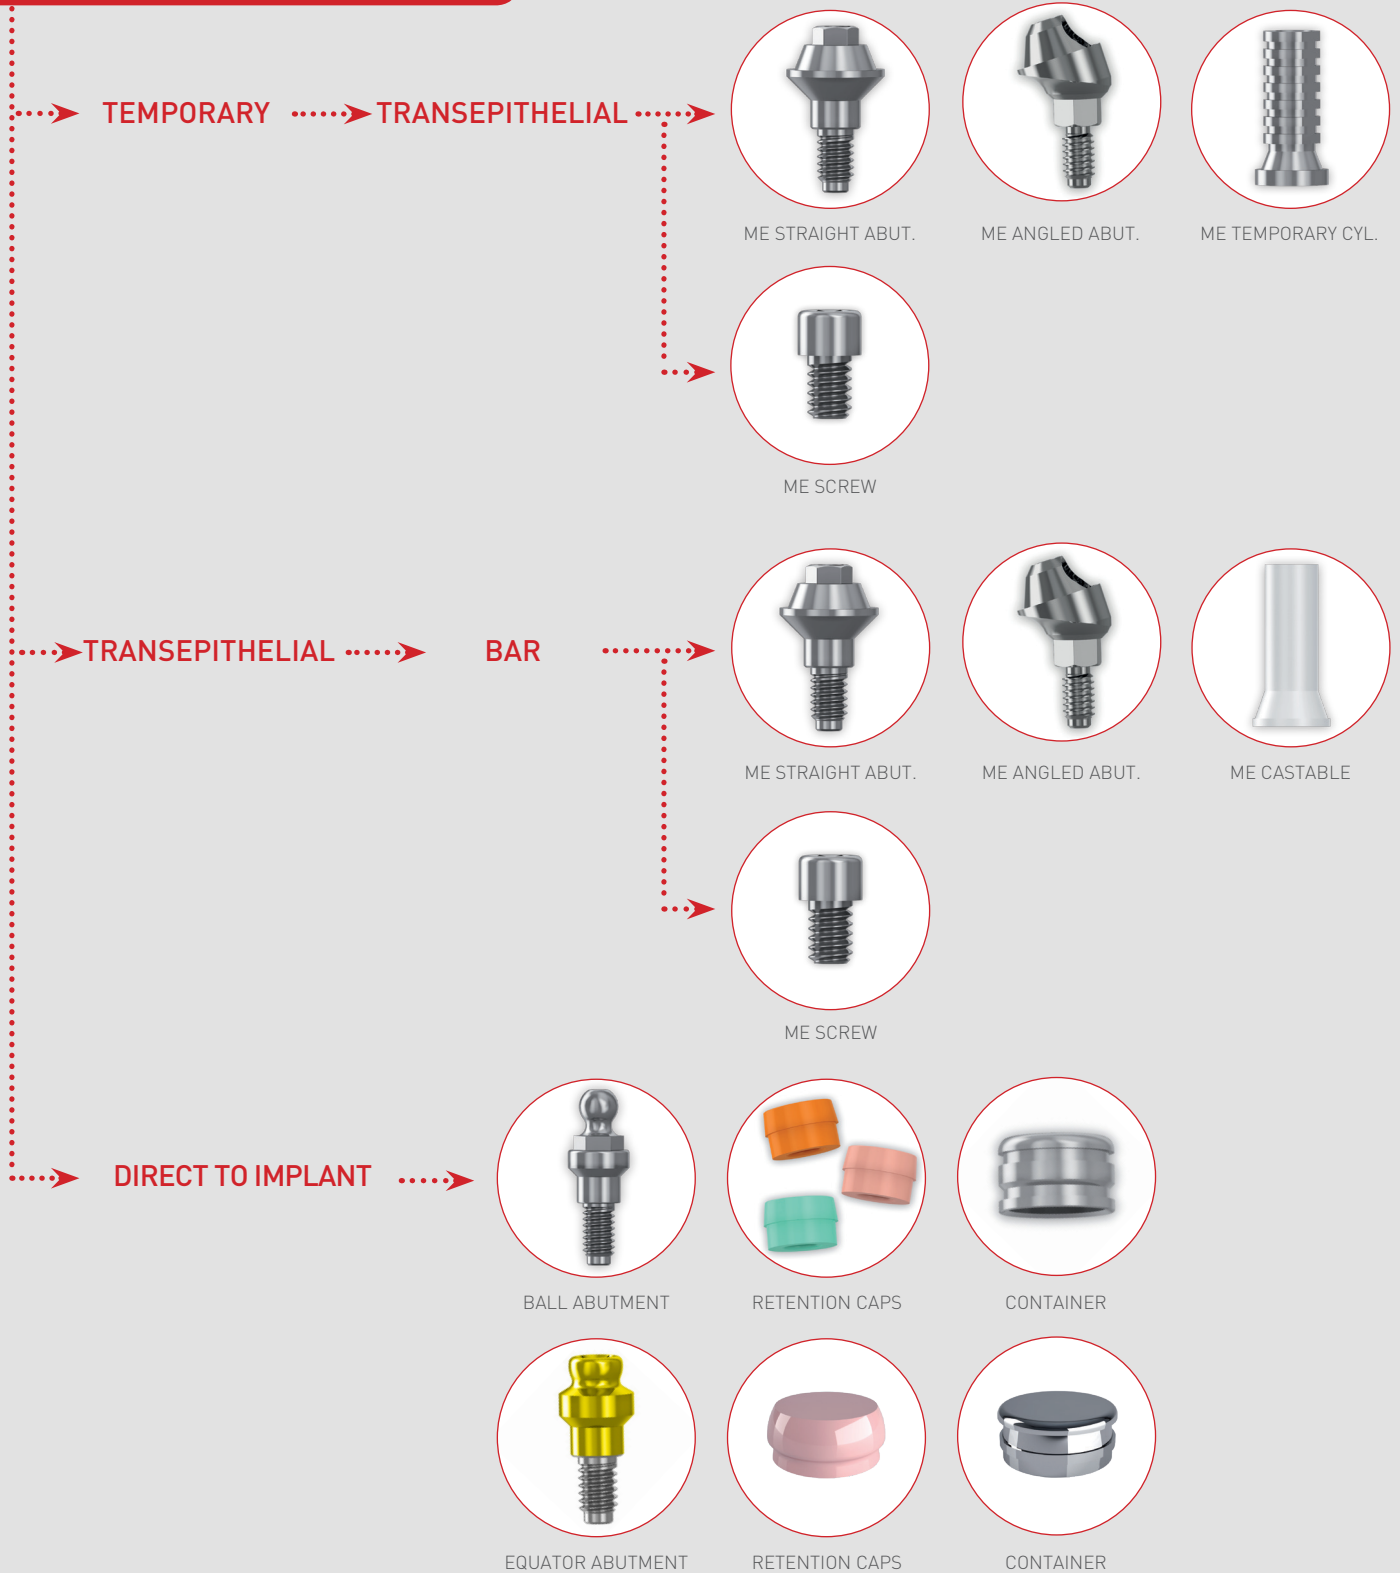 TEMPORARY
TRANSEPITHELIAL
ME STRAIGHT ABUT.
ME ANGLED ABUT.
ME TEMPORARY CYL.
ME SCREW
TRANSEPITHELIAL
BAR
ME STRAIGHT ABUT.
ME ANGLED ABUT.
ME CASTABLE
ME SCREW
DIRECT TO IMPLANT
BALL ABUTMENT
RETENTION CAPS
CONTAINER
EQUATOR ABUTMENT
RETENTION CAPS
CONTAINER